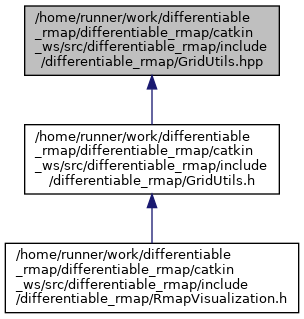 /home/runner/work/differentiable
_rmap/differentiable_rmap/catkin
_ws/src/differentiable_rmap/include
/differentiable_rmap/GridUtils.hpp
/home/runner/work/differentiable
_rmap/differentiable_rmap/catkin
_ws/src/differentiable_rmap/include
/differentiable_rmap/GridUtils.h
/home/runner/work/differentiable
_rmap/differentiable_rmap/catkin
_ws/src/differentiable_rmap/include
/differentiable_rmap/RmapVisualization.h